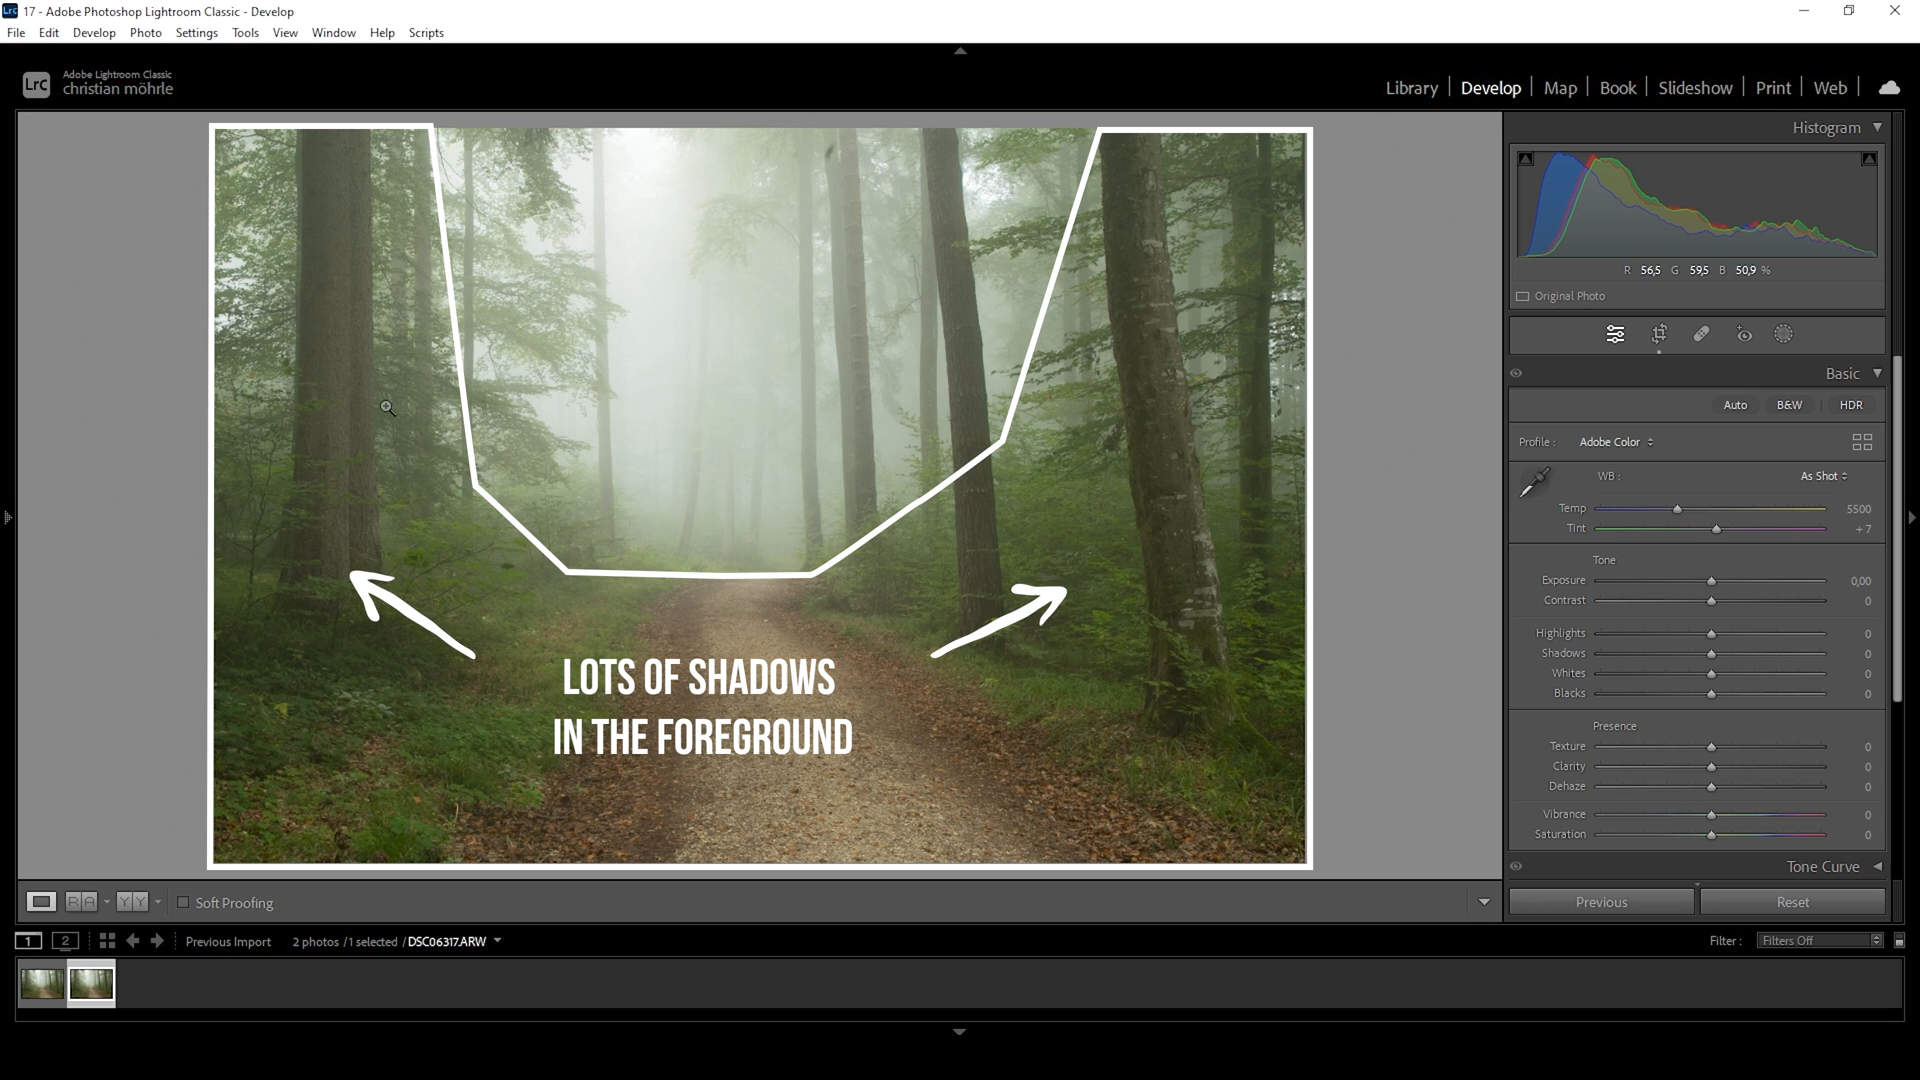 Lrc 17 - Adobe Photoshop Lightroom Classic - Develop
File Edit Develop Photo Settings Tools View Window Help Scripts
Lrc Adobe Lightroom Classic
christian möhrle
Library Develop Map Book Slideshow Print Web
Histogram
R 56,5 G 59,5 B 50,9 %
Original Photo
Basic
Auto B&W HDR
Profile : Adobe Color
WB : As Shot
Temp 5500
Tint + 7
Tone
Exposure 0,00
Contrast 0
Highlights 0
Shadows 0
Whites 0
Blacks 0
Presence
Texture 0
Clarity 0
Dehaze 0
Vibrance 0
Saturation 0
Tone Curve
Previous Reset
LOTS OF SHADOWS
IN THE FOREGROUND
R A Y Y Soft Proofing
1 2 Previous Import 2 photos / 1 selected / DSC06317.ARW Filter : Filters Off